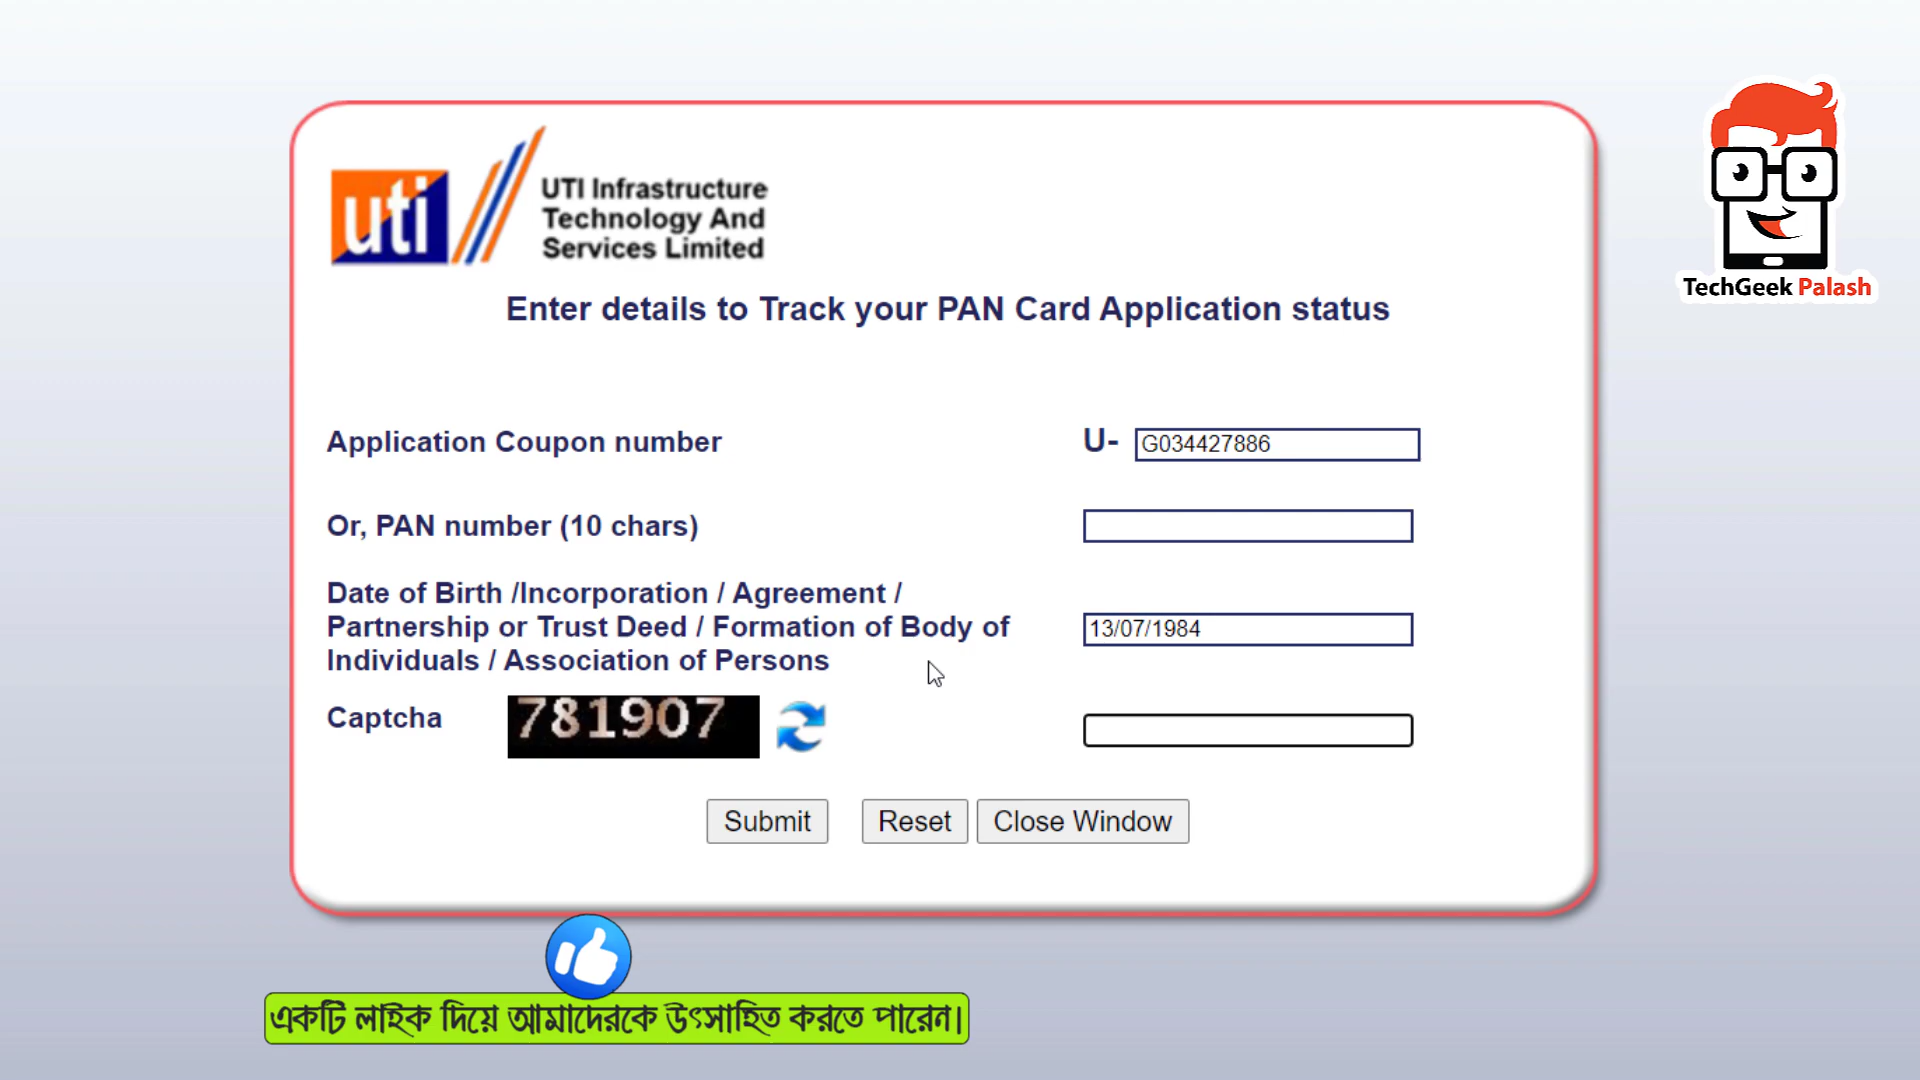 uti
UTI Infrastructure
Technology And
Services Limited
TechGeek Palash
Enter details to Track your PAN Card Application status
Application Coupon number U- G034427886
Or, PAN number (10 chars)
Date of Birth /Incorporation / Agreement /
Partnership or Trust Deed / Formation of Body of
Individuals / Association of Persons
13/07/1984
Captcha 781907
Submit Reset Close Window
একটি লাইক দিয়ে আমাদেরকে উৎসাহিত করতে পারেন।